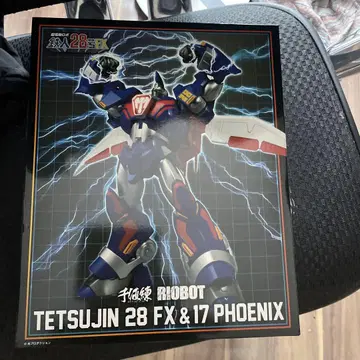 鉄人28号FX
千値練 RIOBOT
TETSUJIN 28 FX & 17 PHOENIX